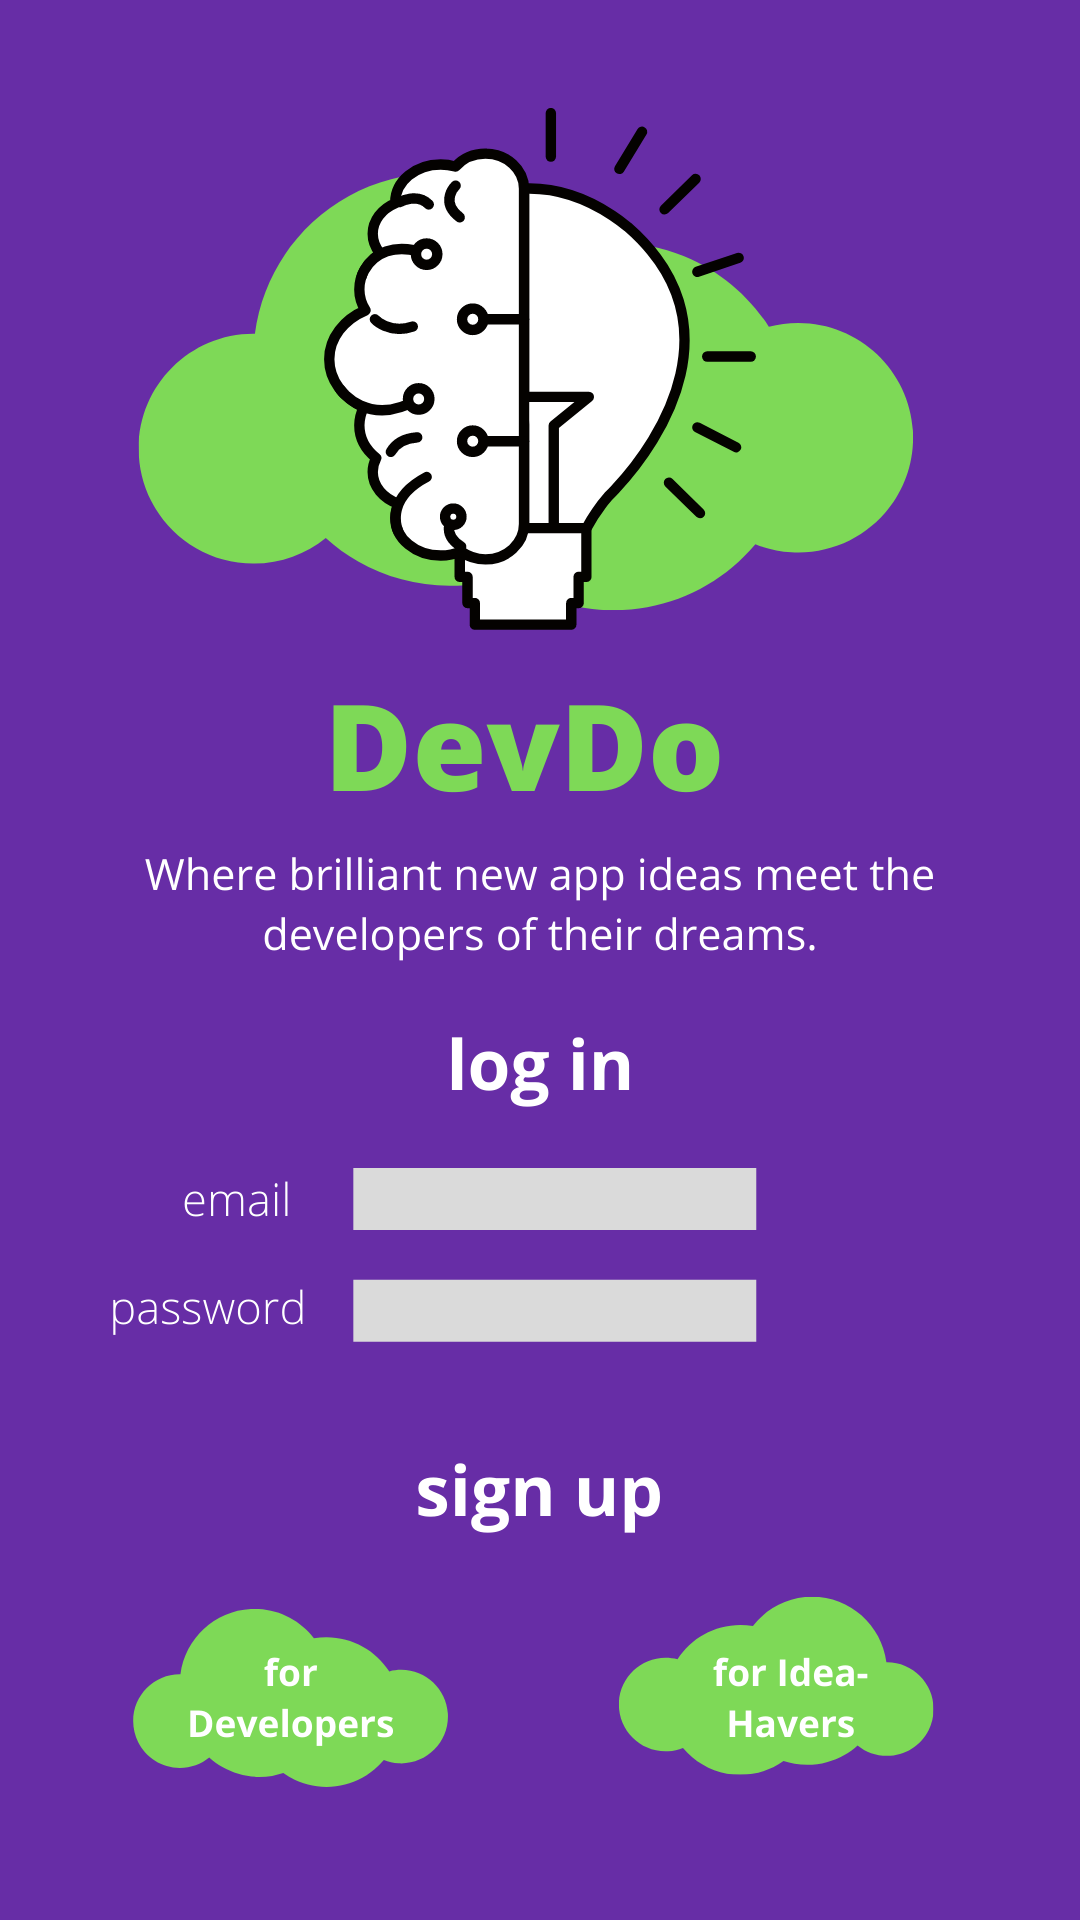 DevDo
Where brilliant new app ideas meet the
developers of their dreams.
log in
email
password
sign up
for
Developers
for Idea-
Havers